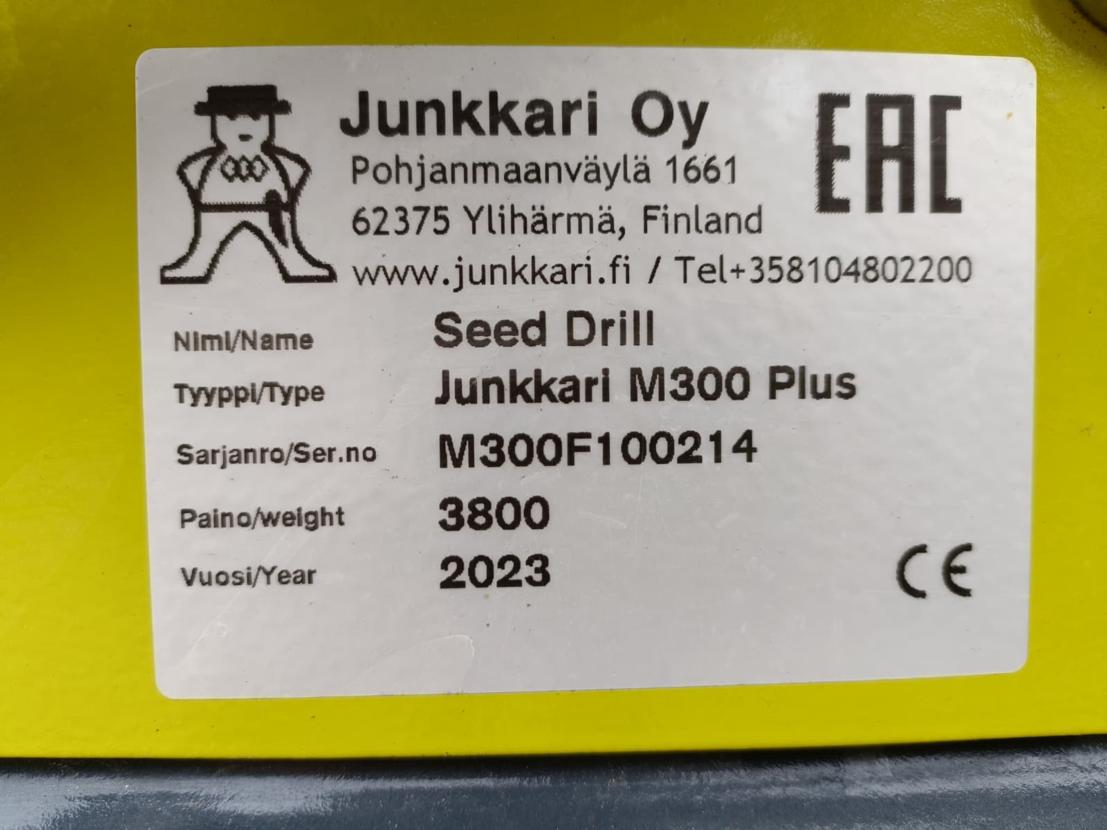 Junkkari Oy
EAC
Pohjanmaanväylä 1661
62375 Ylihärmä, Finland
www.junkkari.fi / Tel+358104802200
Nimi/Name Seed Drill
Tyyppi/Type Junkkari M300 Plus
Sarjanro/Ser.no M300F100214
Paino/weight 3800
Vuosi/Year 2023
CE